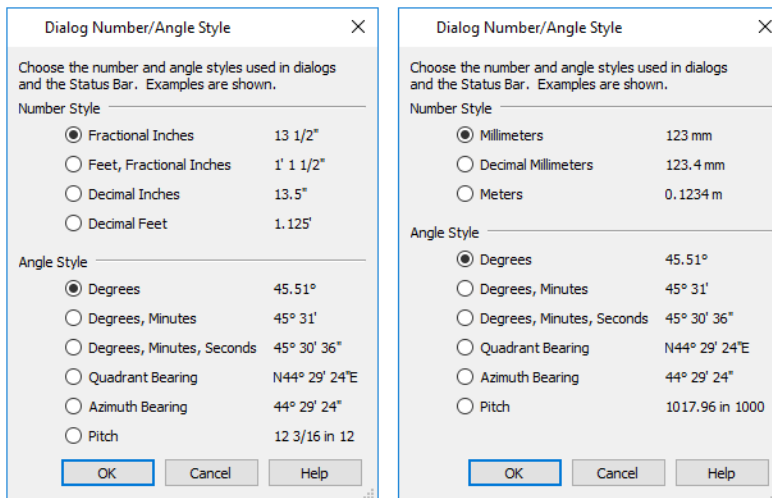 Dialog Number/Angle Style
Choose the number and angle styles used in dialogs
and the Status Bar. Examples are shown.
Number Style
Fractional Inches 13 1/2"
Feet, Fractional Inches 1' 1 1/2"
Decimal Inches 13.5"
Decimal Feet 1.125'
Angle Style
Degrees 45.51°
Degrees, Minutes 45° 31'
Degrees, Minutes, Seconds 45° 30' 36"
Quadrant Bearing N44° 29' 24"E
Azimuth Bearing 44° 29' 24"
Pitch 12 3/16 in 12
OK Cancel Help
Dialog Number/Angle Style
Choose the number and angle styles used in dialogs
and the Status Bar. Examples are shown.
Number Style
Millimeters 123 mm
Decimal Millimeters 123.4 mm
Meters 0.1234 m
Angle Style
Degrees 45.51°
Degrees, Minutes 45° 31'
Degrees, Minutes, Seconds 45° 30' 36"
Quadrant Bearing N44° 29' 24"E
Azimuth Bearing 44° 29' 24"
Pitch 1017.96 in 1000
OK Cancel Help